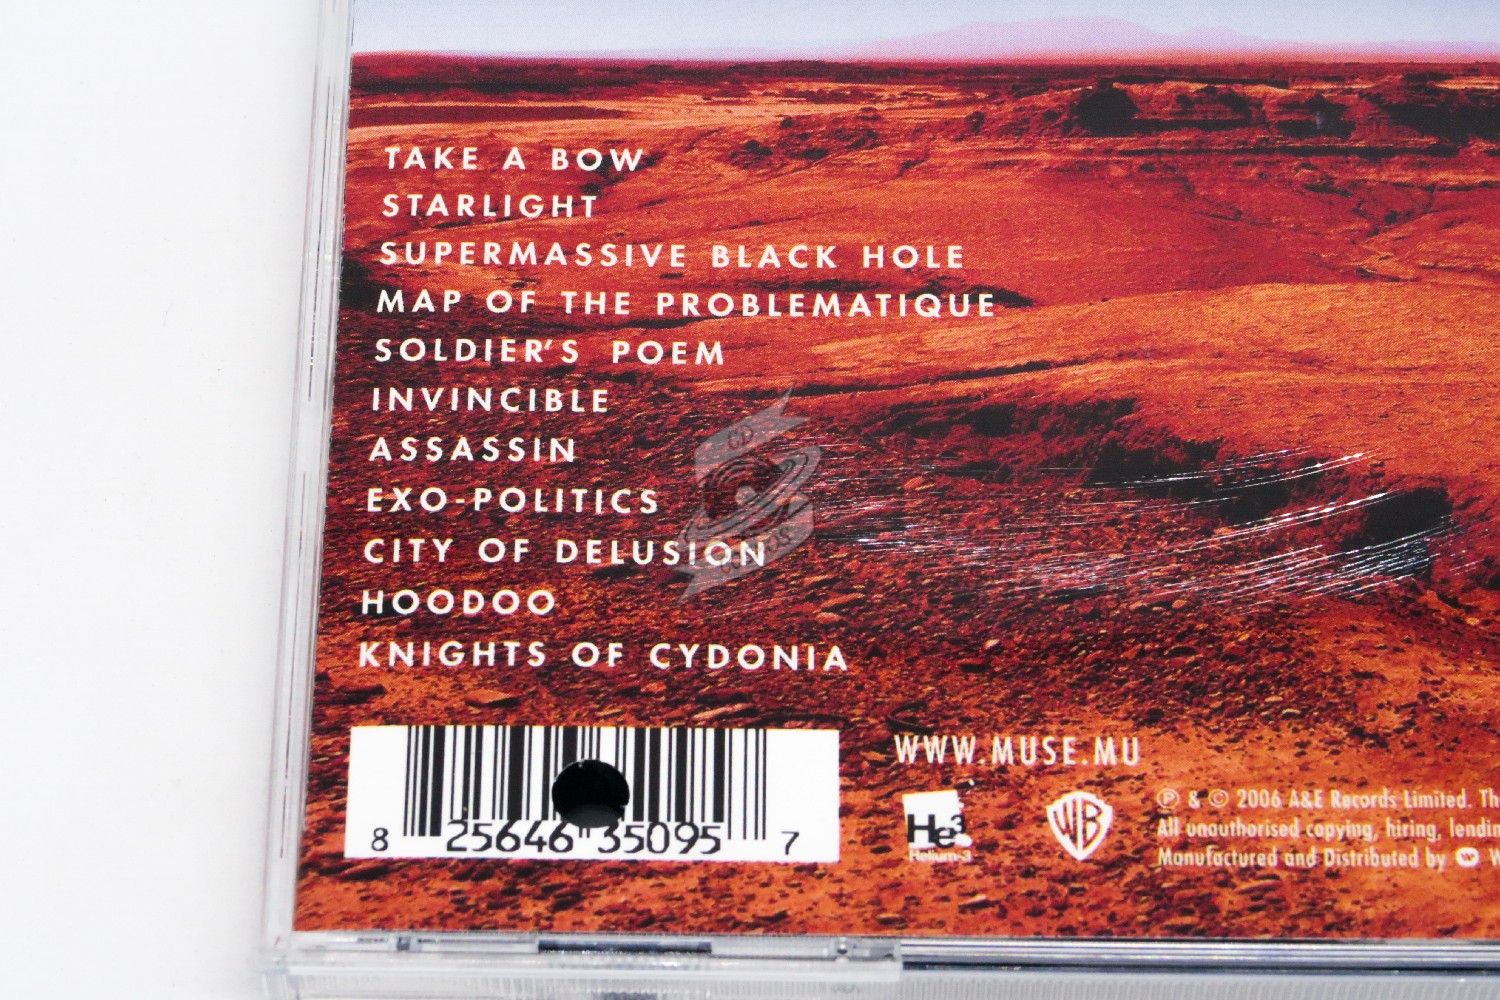 TAKE A BOW
STARLIGHT
SUPERMASSIVE BLACK HOLE
MAP OF THE PROBLEMATIQUE
SOLDIER'S POEM
INVINCIBLE
ASSASSIN
EXO-POLITICS
CITY OF DELUSION
HOODOO
KNIGHTS OF CYDONIA
8 25646 35095 7
WWW.MUSE.MU
He3
Helium-3
WB
℗ & © 2006 A&E Records Limited.
All unauthorised copying, hiring,
Manufactured and Distributed by
CD